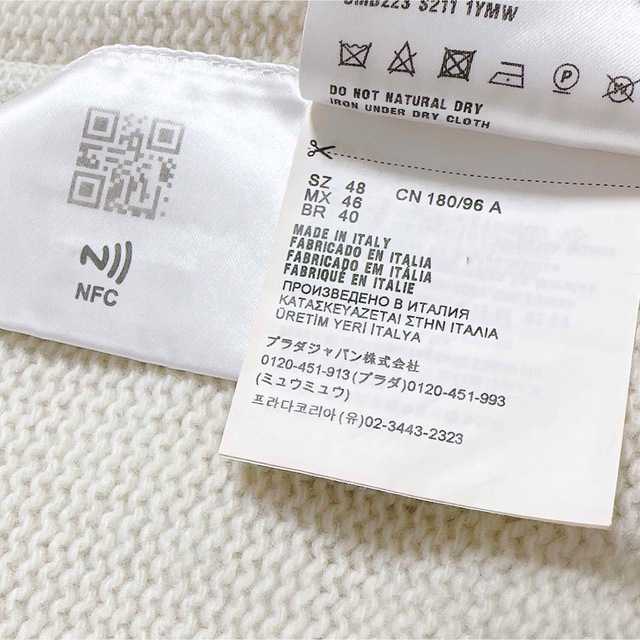 UMB223 S211 1YMW
DO NOT NATURAL DRY
IRON UNDER DRY CLOTH
NFC
SZ 48 CN 180/96 A
MX 46
BR 40
MADE IN ITALY
FABRICADO EN ITALIA
FABRICADO EM ITÁLIA
FABRIQUÉ EN ITALIE
ПРОИЗВЕДЕНО В ИТАЛИЯ
ΚΑΤΑΣΚΕΥΑΖΕΤΑΙ ΣΤΗΝ ΙΤΑΛΙΑ
ÜRETİM YERİ İTALYA
プラダジャパン株式会社
0120-451-913(プラダ)0120-451-993
(ミュウミュウ)
프라다코리아(유)02-3443-2323